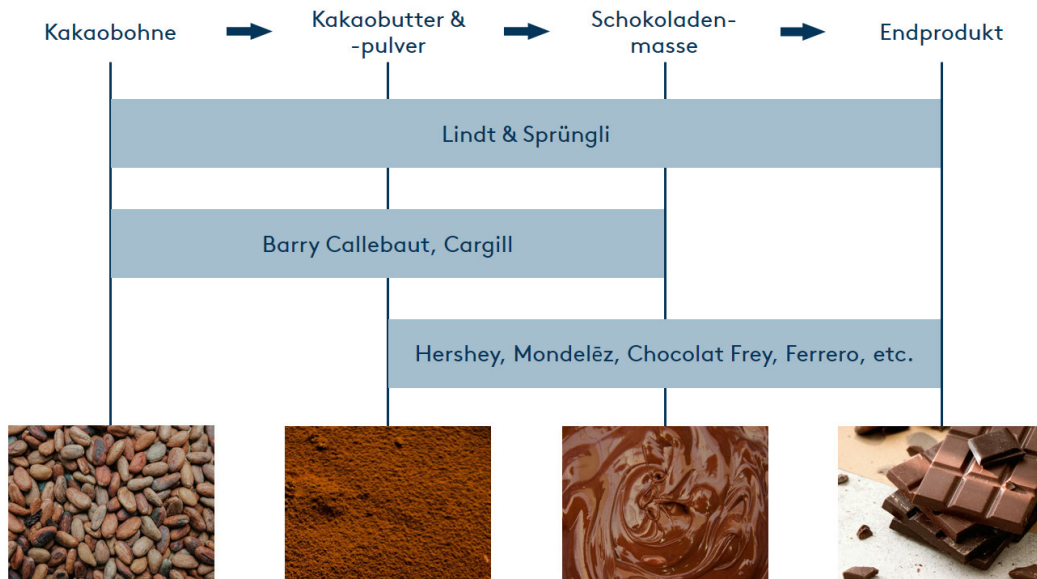 Kakaobohne
Kakaobutter &
-pulver
Schokoladen-
masse
Endprodukt
Lindt & Sprüngli
Barry Callebaut, Cargill
Hershey, Mondelēz, Chocolat Frey, Ferrero, etc.